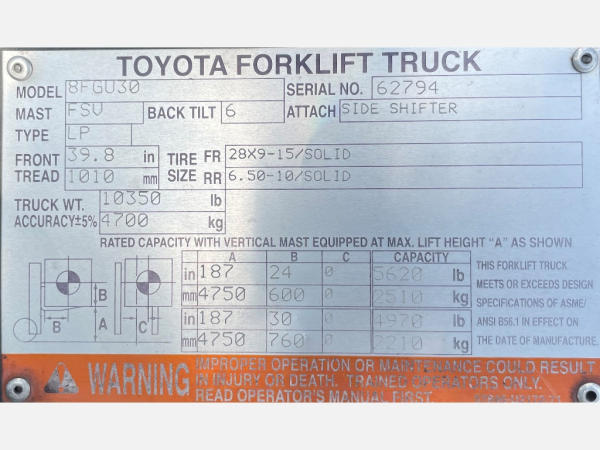 TOYOTA FORKLIFT TRUCK
MODEL 8FGU30 SERIAL NO. 62794
MAST FSV BACK TILT 6 ATTACH SIDE SHIFTER
TYPE LP
FRONT 39.8 in TIRE FR 28X9-15/SOLID
TREAD 1010 mm SIZE RR 6.50-10/SOLID
TRUCK WT. 10350 lb
ACCURACY±5% 4700 kg
RATED CAPACITY WITH VERTICAL MAST EQUIPPED AT MAX. LIFT HEIGHT "A" AS SHOWN
A B C CAPACITY
in 187 24 0 5620 lb THIS FORKLIFT TRUCK
mm 4750 600 0 2510 kg MEETS OR EXCEEDS DESIGN
SPECIFICATIONS OF ASME/
in 187 30 0 4970 lb ANSI B56.1 IN EFFECT ON
mm 4750 760 0 2210 kg THE DATE OF MANUFACTURE.
B B A C
WARNING IMPROPER OPERATION OR MAINTENANCE COULD RESULT
IN INJURY OR DEATH. TRAINED OPERATORS ONLY.
READ OPERATOR'S MANUAL FIRST.